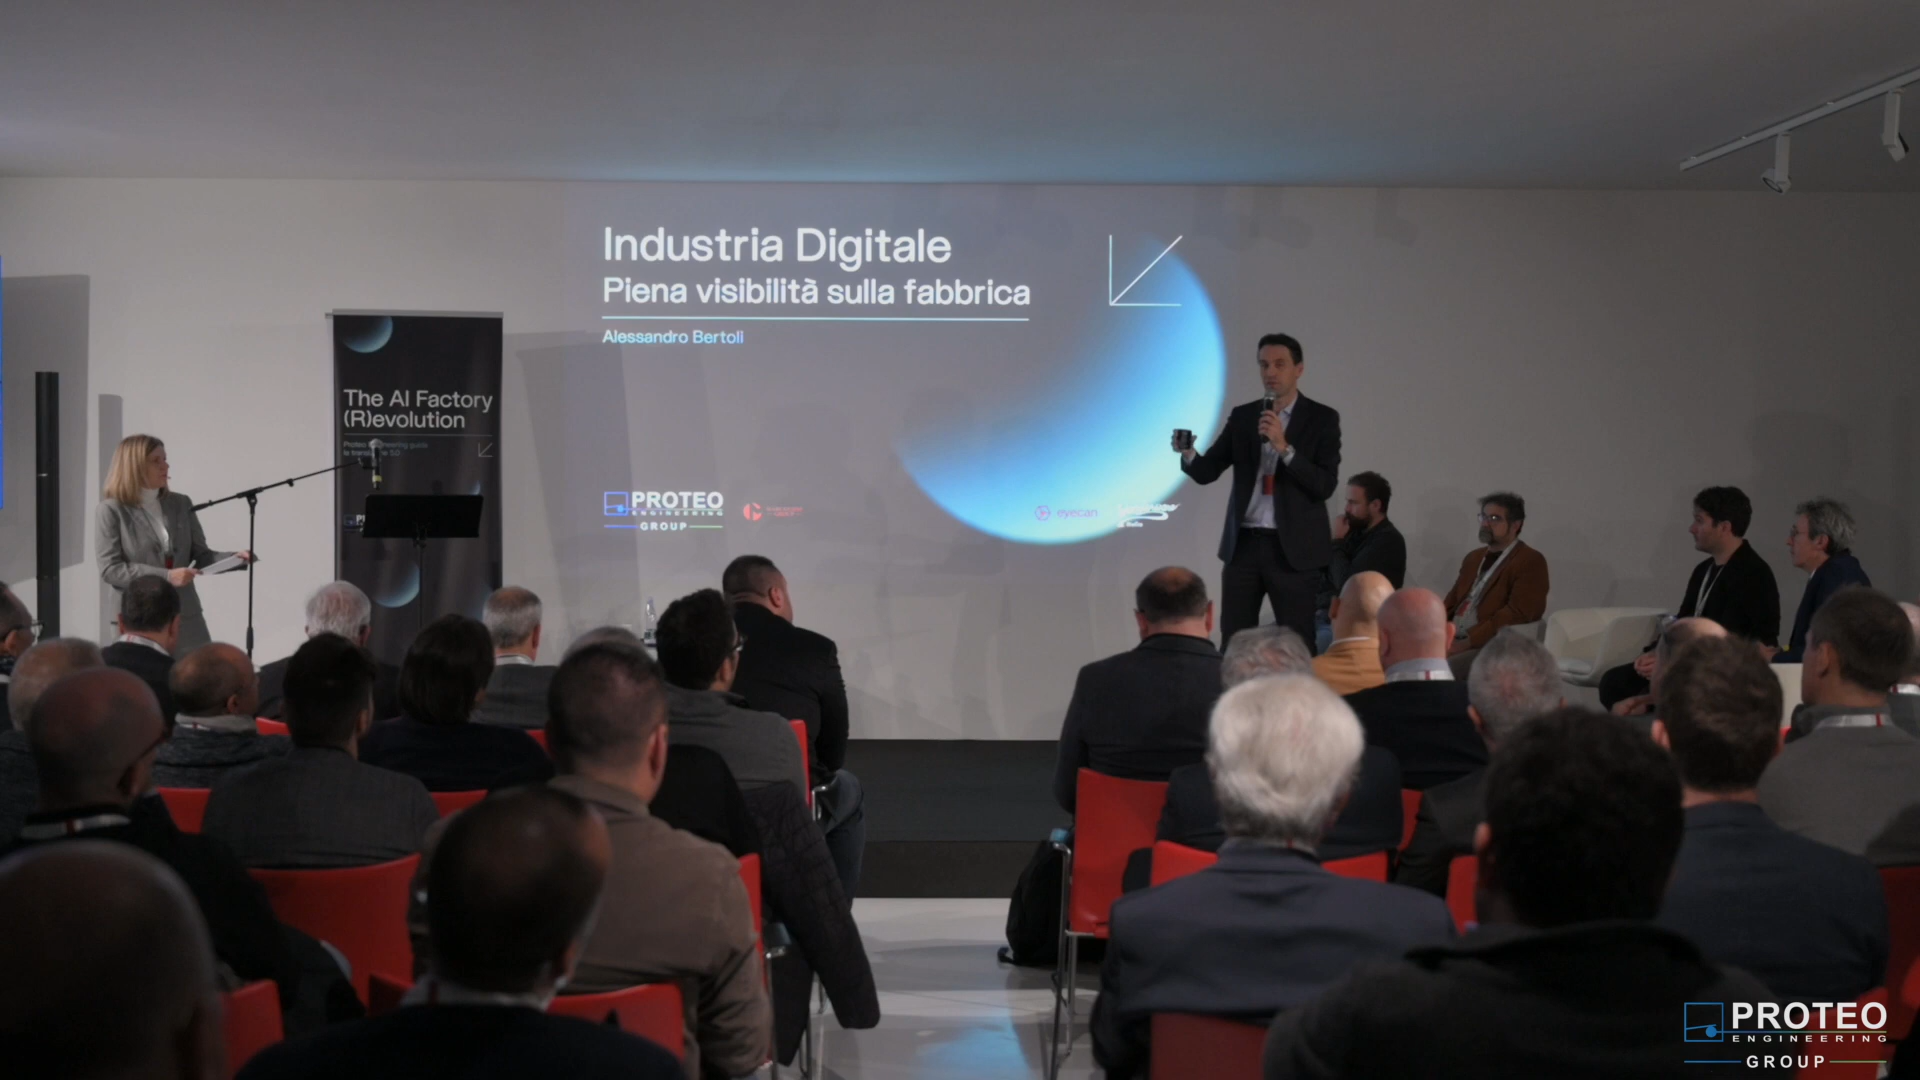 Industria Digitale
Piena visibilità sulla fabbrica
Alessandro Bertoli
The AI Factory
(R)evolution
PROTEO
ENGINEERING
GROUP
eyecan
PROTEO
ENGINEERING
GROUP